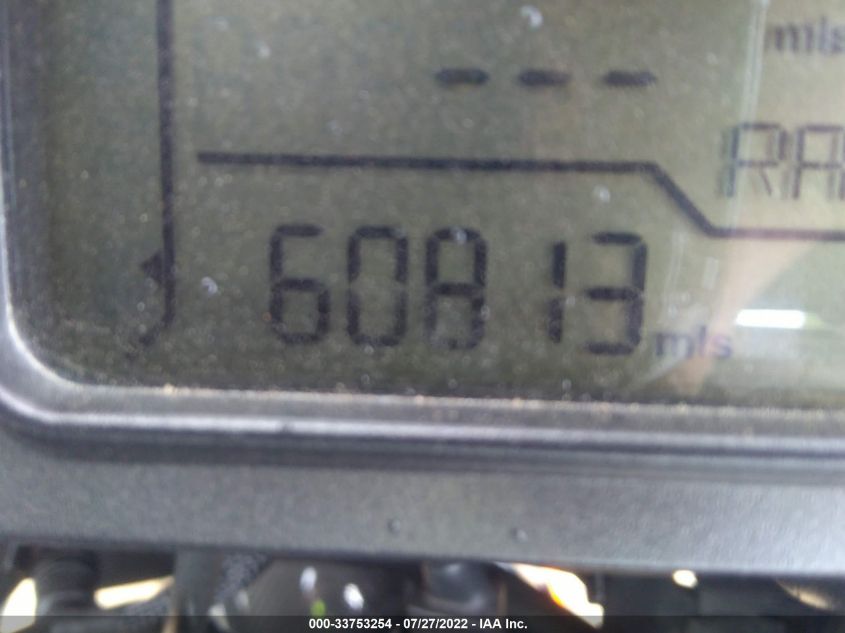 mls
---
RA
60813 mls
000-33753254 - 07/27/2022 - IAA Inc.